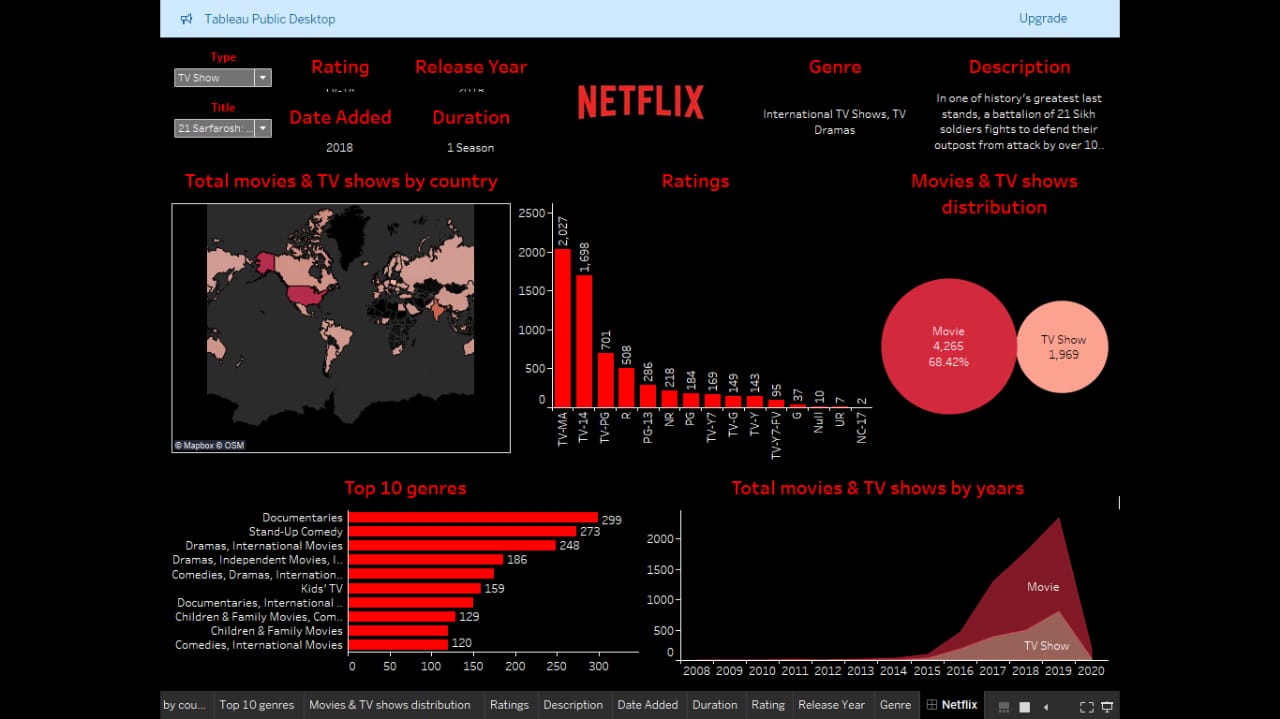 Tableau Public Desktop
Upgrade
Type
TV Show
Title
21 Sarfarosh: ...
Rating
Release Year
Date Added
2018
Duration
1 Season
NETFLIX
Genre
International TV Shows, TV
Dramas
Description
In one of history's greatest last
stands, a battalion of 21 Sikh
soldiers fights to defend their
outpost from attack by over 10..
Total movies & TV shows by country
© Mapbox © OSM
Ratings
2500
2000
1500
1000
500
0
2,027
1,698
701
508
286
218
184
169
149
143
95
37
10
7
2
TV-MA
TV-14
TV-PG
R
PG-13
NR
PG
TV-Y7
TV-G
TV-Y
TV-Y7-FV
G
Null
UR
NC-17
Movies & TV shows
distribution
Movie
4,265
68.42%
TV Show
1,969
Top 10 genres
Documentaries 299
Stand-Up Comedy 273
Dramas, International Movies 248
Dramas, Independent Movies, I.. 186
Comedies, Dramas, Internation..
Kids' TV 159
Documentaries, International ..
Children & Family Movies, Com.. 129
Children & Family Movies
Comedies, International Movies 120
0 50 100 150 200 250 300
Total movies & TV shows by years
2000
1500
1000
500
0
Movie
TV Show
2008 2009 2010 2011 2012 2013 2014 2015 2016 2017 2018 2019 2020
by cou... Top 10 genres Movies & TV shows distribution Ratings Description Date Added Duration Rating Release Year Genre Netflix